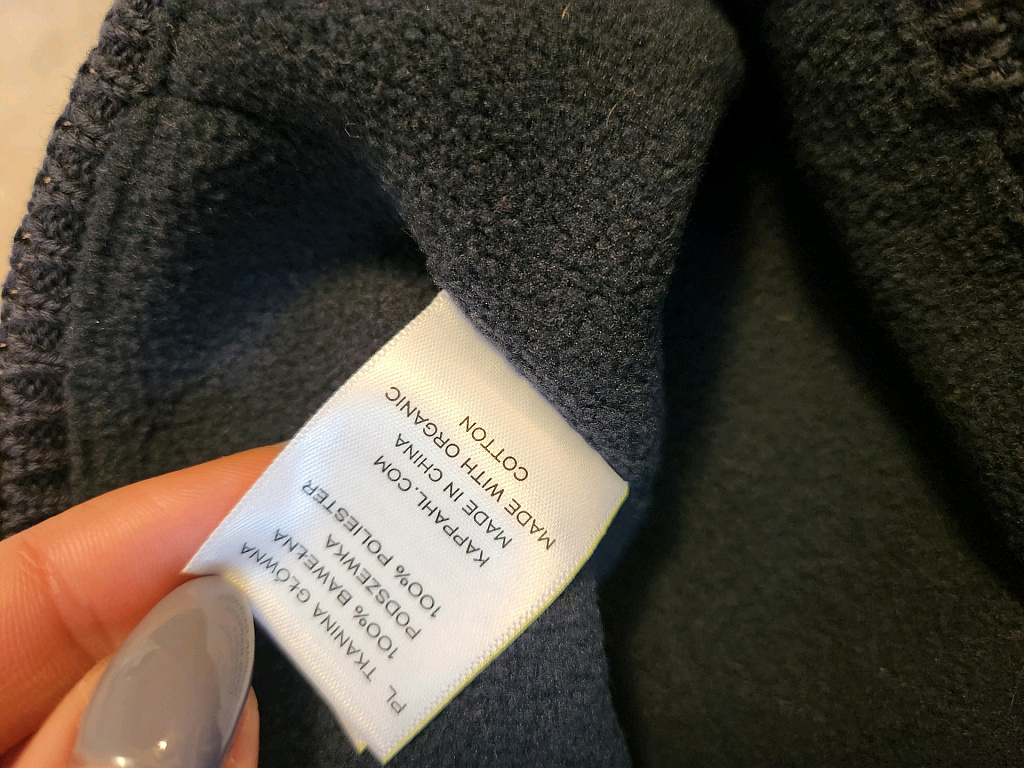 PL TKANINA GŁÓWNA
100% BAWEŁNA
PODSZEWKA
100% POLIESTER
KAPPAHL.COM
MADE IN CHINA
MADE WITH ORGANIC
COTTON